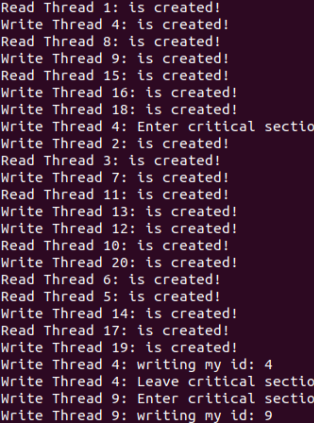 Read Thread 1: is created!
Write Thread 4: is created!
Read Thread 8: is created!
Write Thread 9: is created!
Read Thread 15: is created!
Write Thread 16: is created!
Write Thread 18: is created!
Write Thread 4: Enter critical sectio
Write Thread 2: is created!
Read Thread 3: is created!
Write Thread 7: is created!
Read Thread 11: is created!
Write Thread 13: is created!
Write Thread 12: is created!
Read Thread 10: is created!
Write Thread 20: is created!
Read Thread 6: is created!
Read Thread 5: is created!
Write Thread 14: is created!
Read Thread 17: is created!
Write Thread 19: is created!
Write Thread 4: writing my id: 4
Write Thread 4: Leave critical sectio
Write Thread 9: Enter critical sectio
Write Thread 9: writing my id: 9